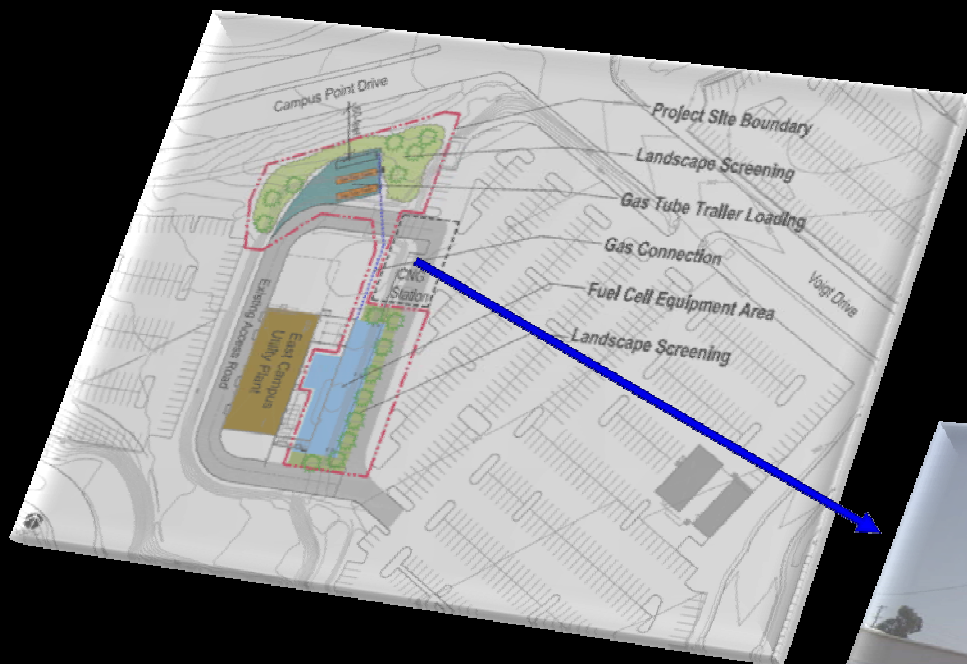 Campus Point Drive
Project Site Boundary
Landscape Screening
Gas Tube Trailer Loading
Gas Connection
Fuel Cell Equipment Area
Landscape Screening
Voigt Drive
CNG
Station
Existing Access Road
East Campus
Utility Plant